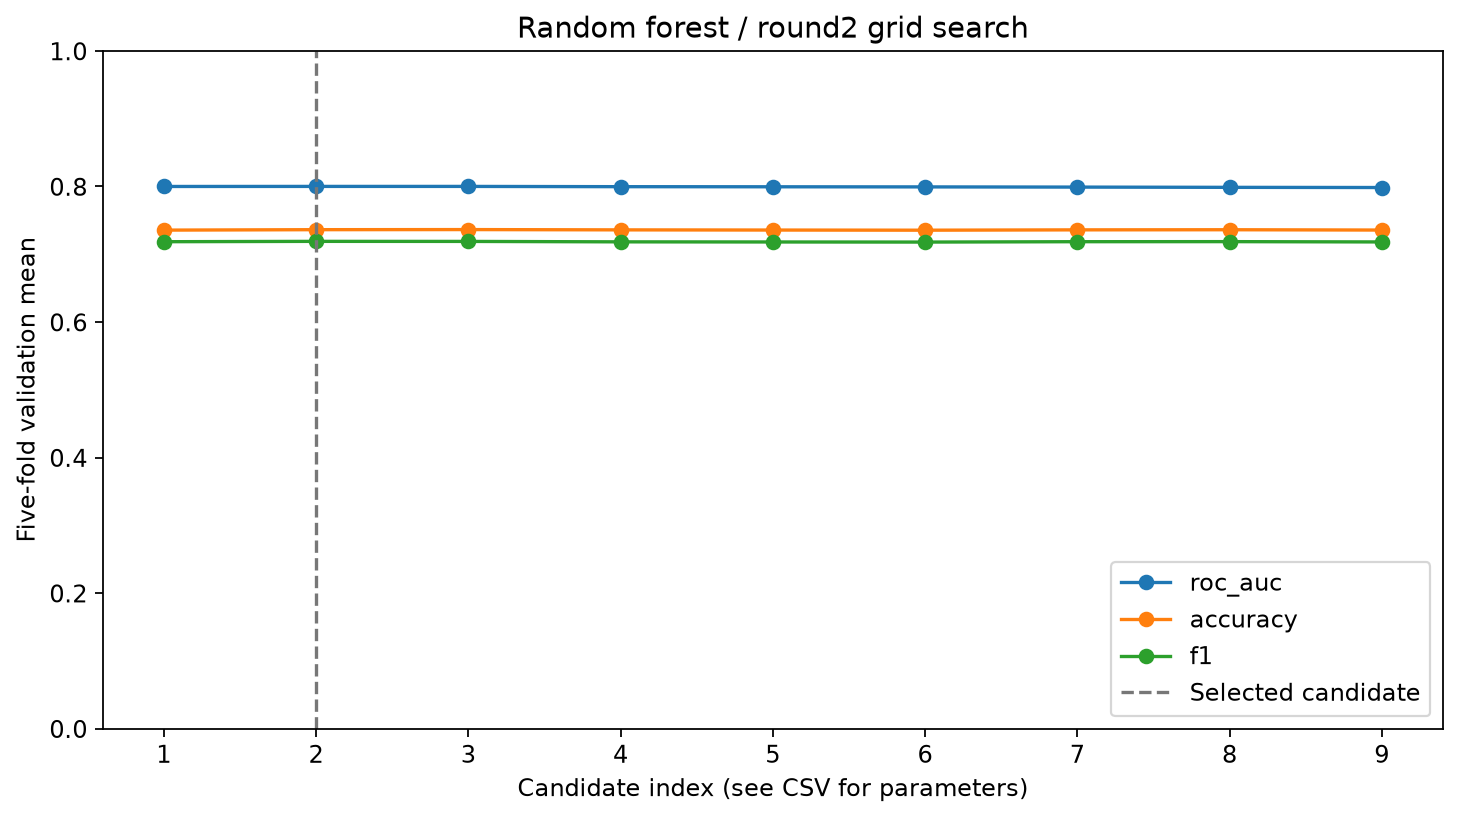 Random forest / round2 grid search
1.0
0.8
0.6
0.4
0.2
0.0
Five-fold validation mean
1 2 3 4 5 6 7 8 9
Candidate index (see CSV for parameters)
roc_auc
accuracy
f1
Selected candidate